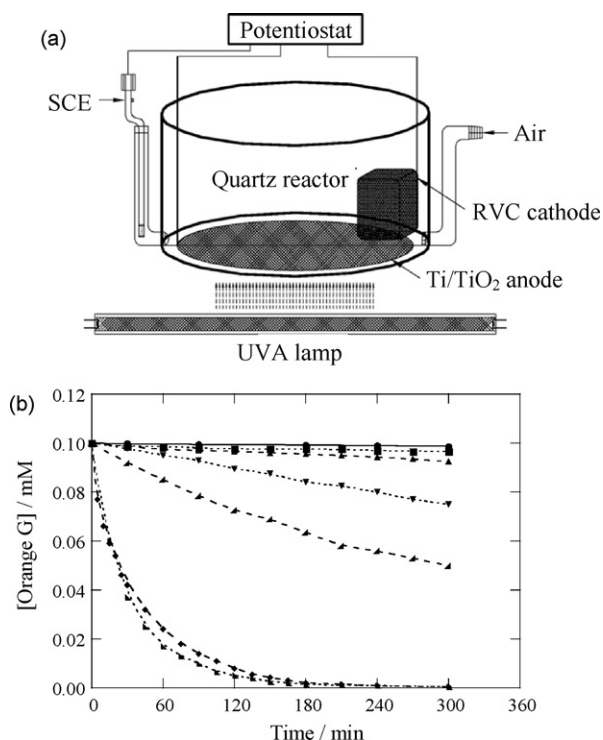 (a)
Potentiostat
SCE
Air
Quartz reactor
RVC cathode
Ti/TiO₂ anode
UVA lamp
(b)
[Orange G] / mM
0.12
0.10
0.08
0.06
0.04
0.02
0.00
0 60 120 180 240 300 360
Time / min